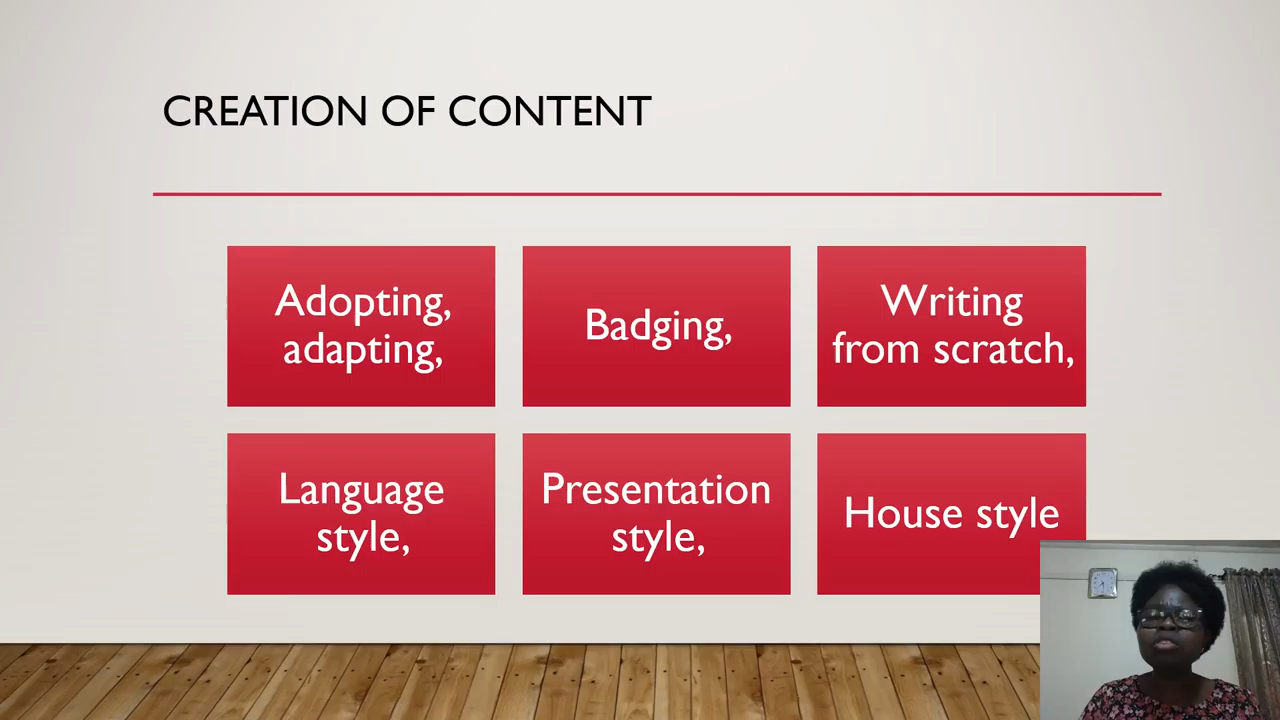 CREATION OF CONTENT
Adopting,
adapting,
Badging,
Writing
from scratch,
Language
style,
Presentation
style,
House style